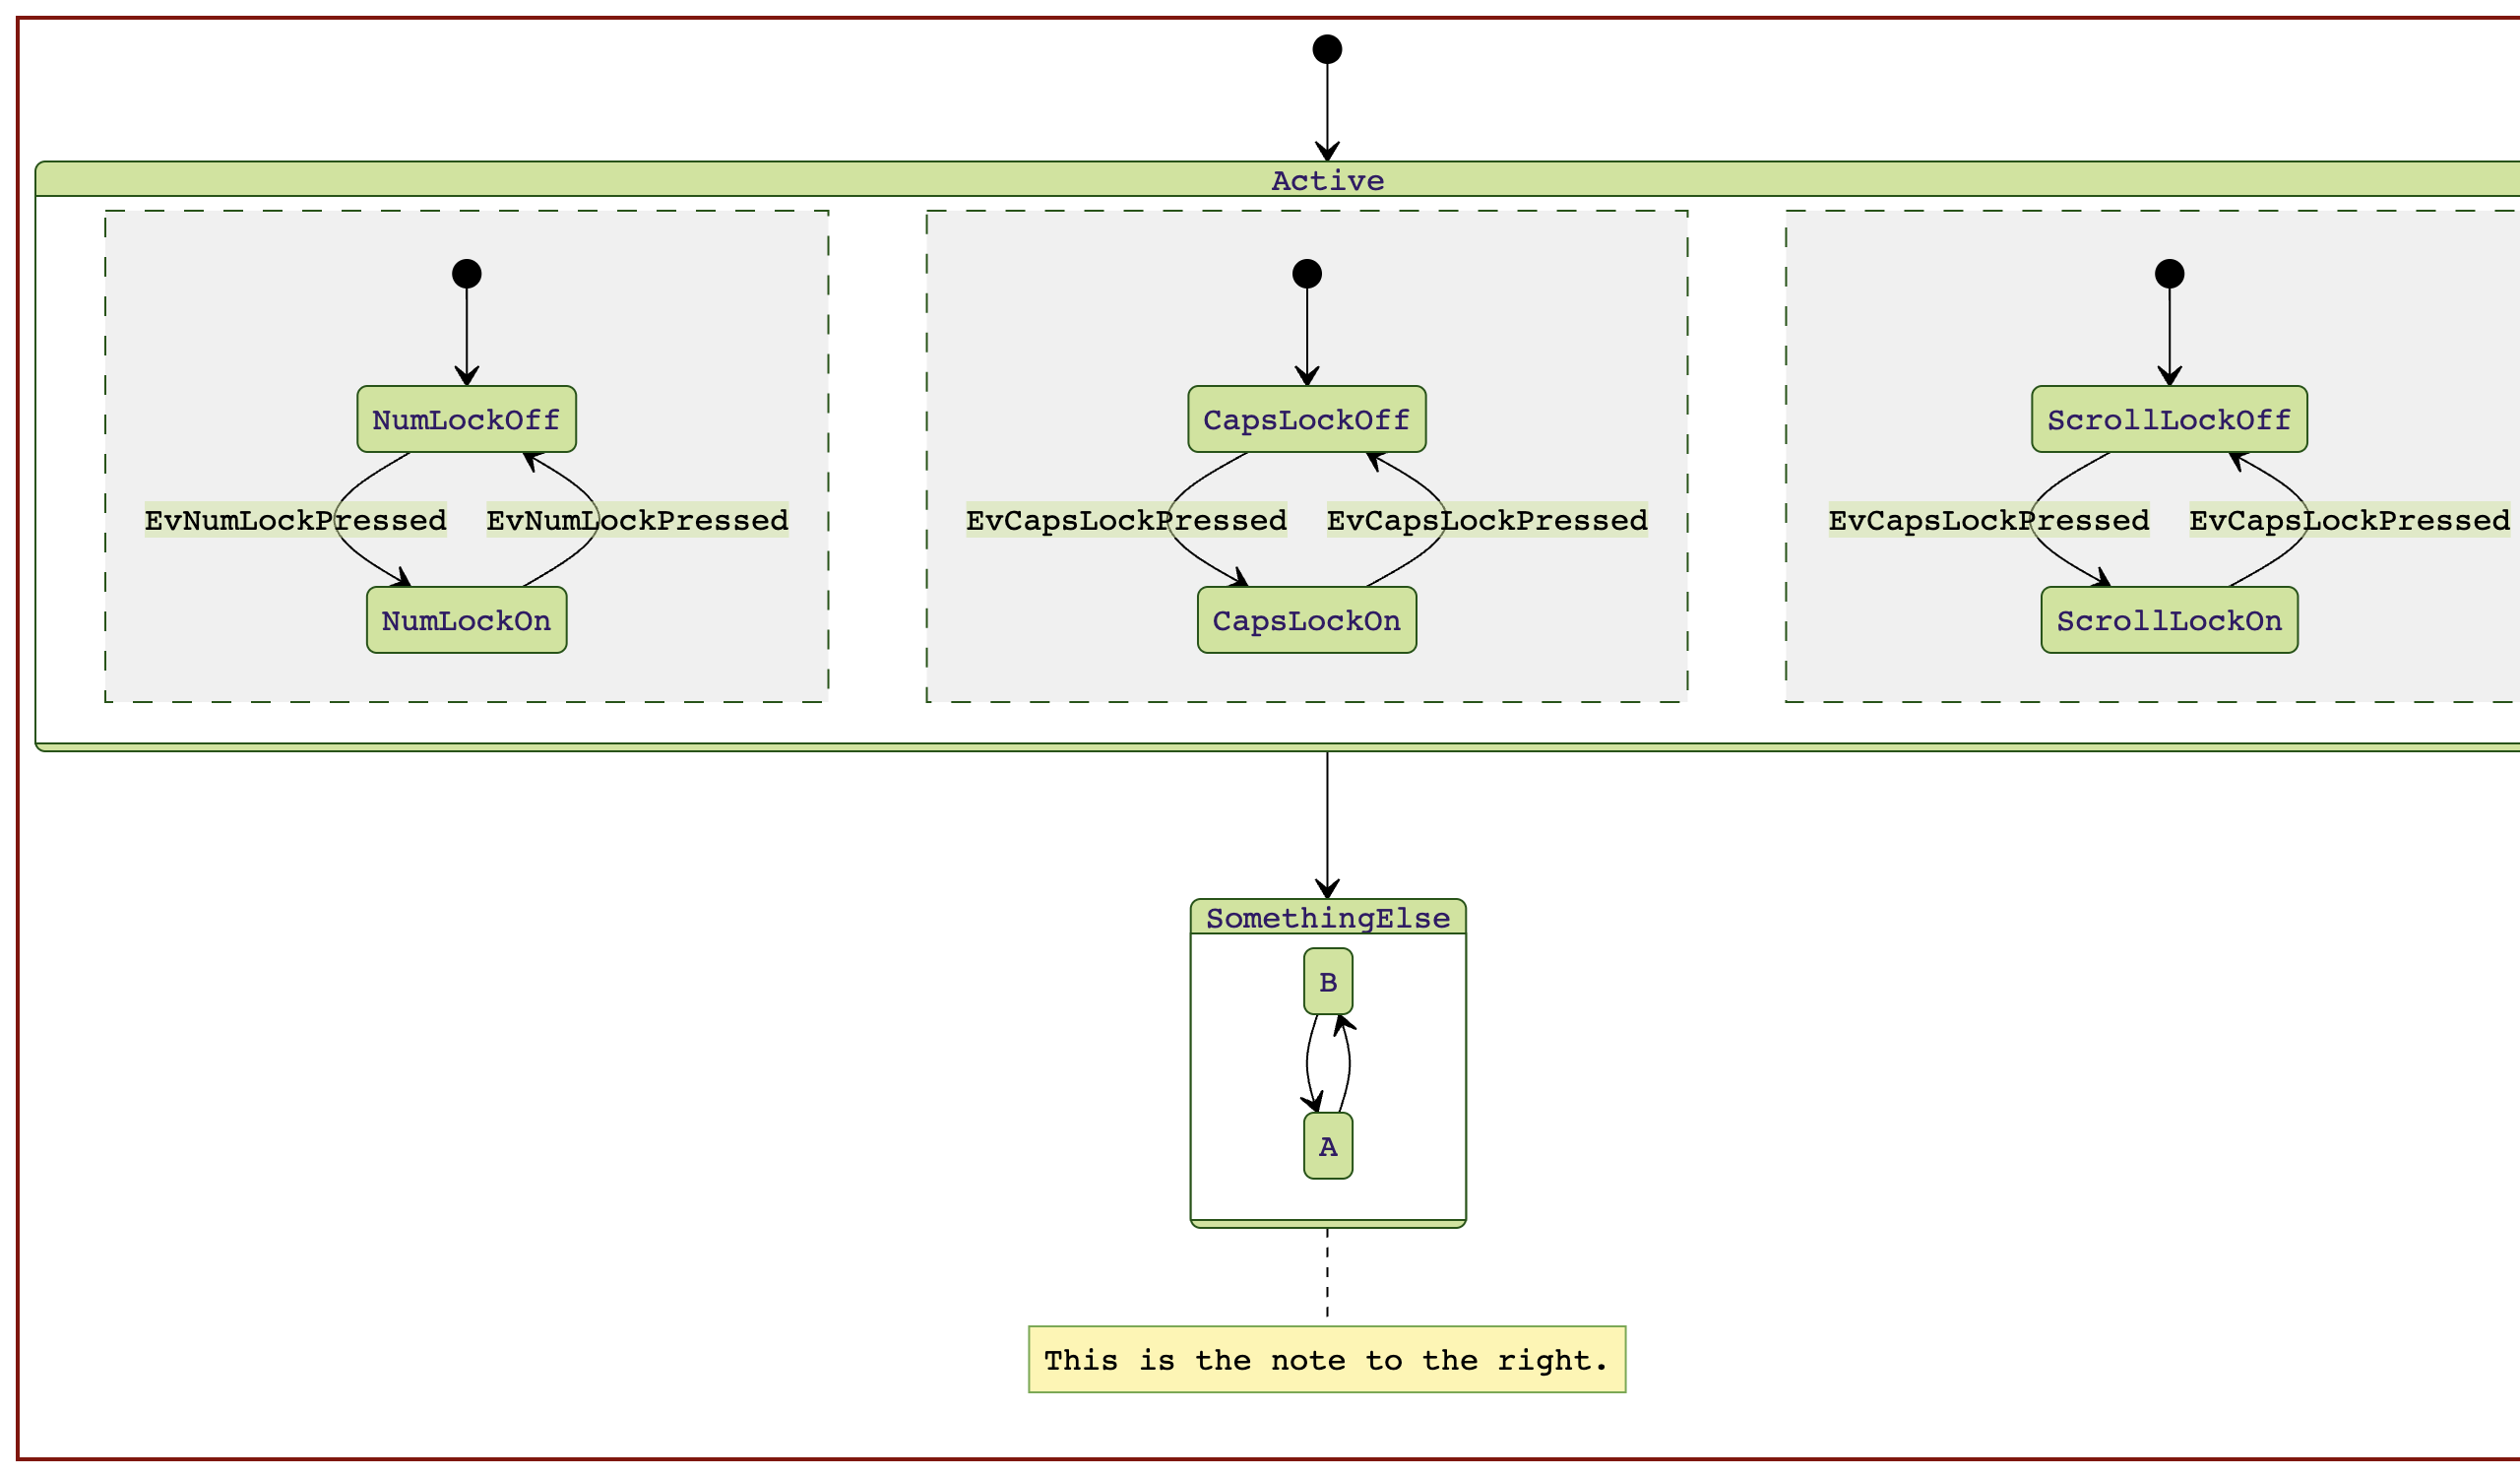 Active
NumLockOff
CapsLockOff
ScrollLockOff
EvNumLockPressed
EvNumLockPressed
EvCapsLockPressed
EvCapsLockPressed
EvCapsLockPressed
EvCapsLockPressed
NumLockOn
CapsLockOn
ScrollLockOn
SomethingElse
B
A
This is the note to the right.